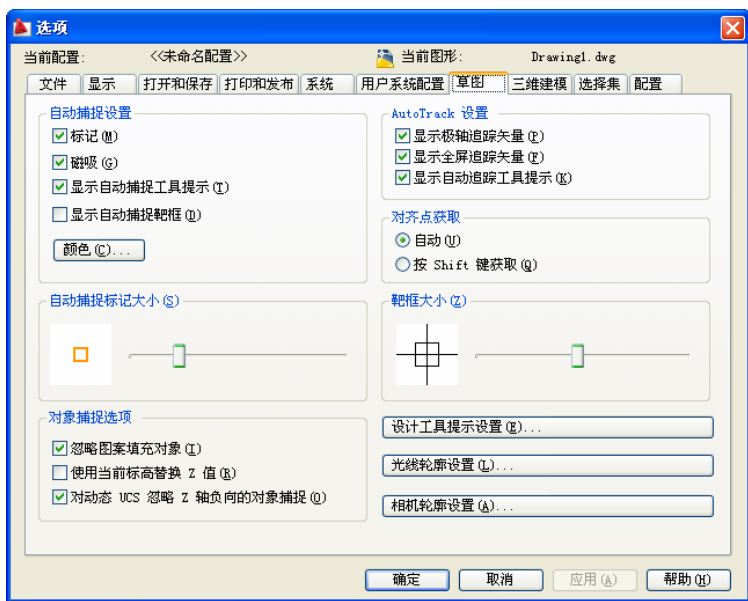 选项
当前配置: <<未命名配置>> 当前图形: Drawing1.dwg
文件 显示 打开和保存 打印和发布 系统 用户系统配置 草图 三维建模 选择集 配置
自动捕捉设置
标记(M)
磁吸(G)
显示自动捕捉工具提示(T)
显示自动捕捉靶框(D)
颜色(C)...
AutoTrack 设置
显示极轴追踪矢量(P)
显示全屏追踪矢量(F)
显示自动追踪工具提示(K)
对齐点获取
自动(U)
按 Shift 键获取(Q)
自动捕捉标记大小(S)
靶框大小(Z)
对象捕捉选项
忽略图案填充对象(I)
使用当前标高替换 Z 值(R)
对动态 UCS 忽略 Z 轴负向的对象捕捉(O)
设计工具提示设置(E)...
光线轮廓设置(L)...
相机轮廓设置(A)...
确定 取消 应用(A) 帮助(H)